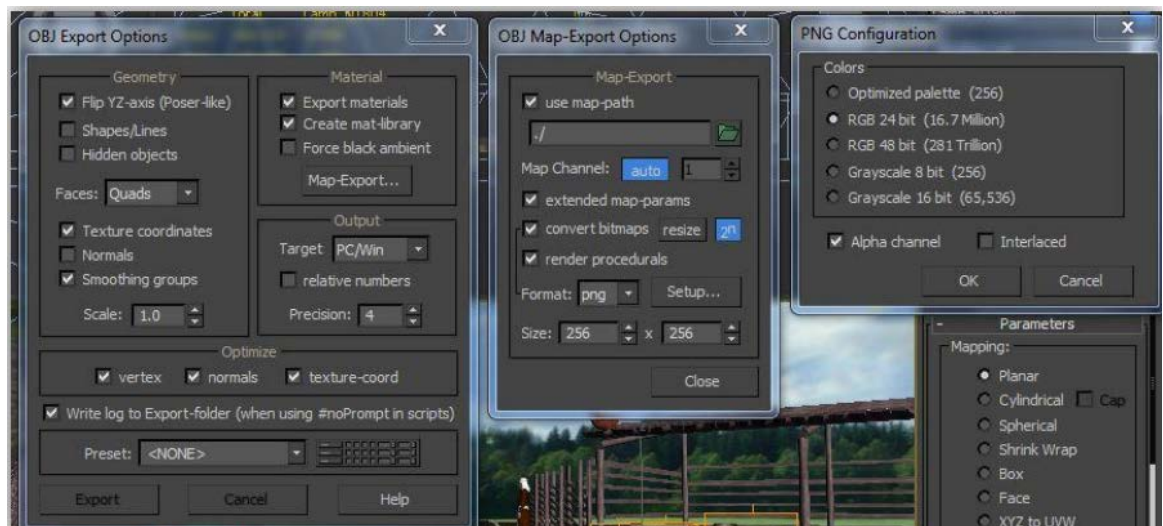 OBJ Export Options
X
Geometry
Flip YZ-axis (Poser-like)
Shapes/Lines
Hidden objects
Faces: Quads
Texture coordinates
Normals
Smoothing groups
Scale: 1.0
Material
Export materials
Create mat-library
Force black ambient
Map-Export...
Output
Target PC/Win
relative numbers
Precision: 4
Optimize
vertex normals texture-coord
Write log to Export-folder (when using #noPrompt in scripts)
Preset: <NONE>
Export Cancel Help
OBJ Map-Export Options
X
Map-Export
use map-path
./
Map Channel: auto 1
extended map-params
convert bitmaps resize 2n
render procedurals
Format: png Setup...
Size: 256 x 256
Close
PNG Configuration
X
Colors
Optimized palette (256)
RGB 24 bit (16.7 Million)
RGB 48 bit (281 Trillion)
Grayscale 8 bit (256)
Grayscale 16 bit (65,536)
Alpha channel Interlaced
OK Cancel
- Parameters
Mapping:
Planar
Cylindrical Cap
Spherical
Shrink Wrap
Box
Face
XYZ to UVW